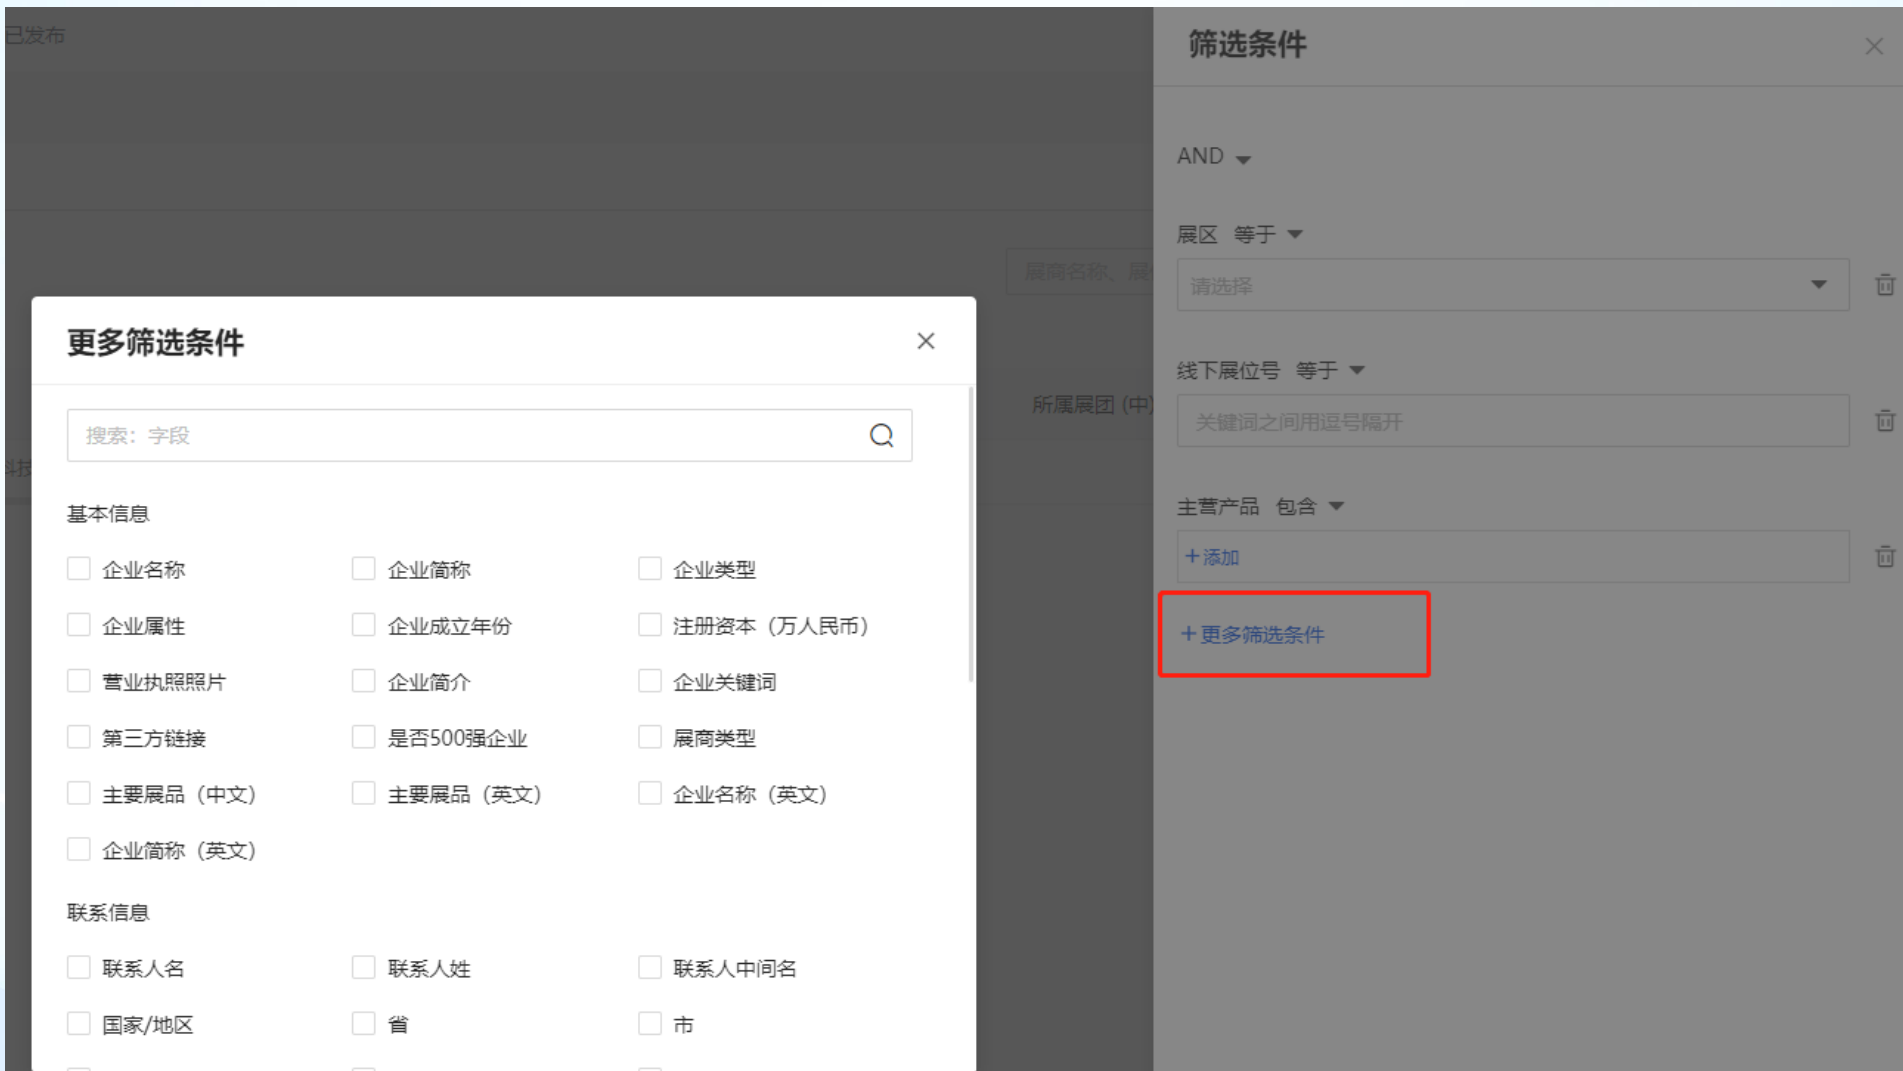 已发布
筛选条件
AND
展区 等于
展商名称、展
请选择
更多筛选条件
线下展位号 等于
所属展团 (中)
关键词之间用逗号隔开
搜索：字段
科技
主营产品 包含
基本信息
+添加
企业名称 企业简称 企业类型
企业属性 企业成立年份 注册资本（万人民币）
+更多筛选条件
营业执照照片 企业简介 企业关键词
第三方链接 是否500强企业 展商类型
主要展品（中文） 主要展品（英文） 企业名称（英文）
企业简称（英文）
联系信息
联系人名 联系人姓 联系人中间名
国家/地区 省 市